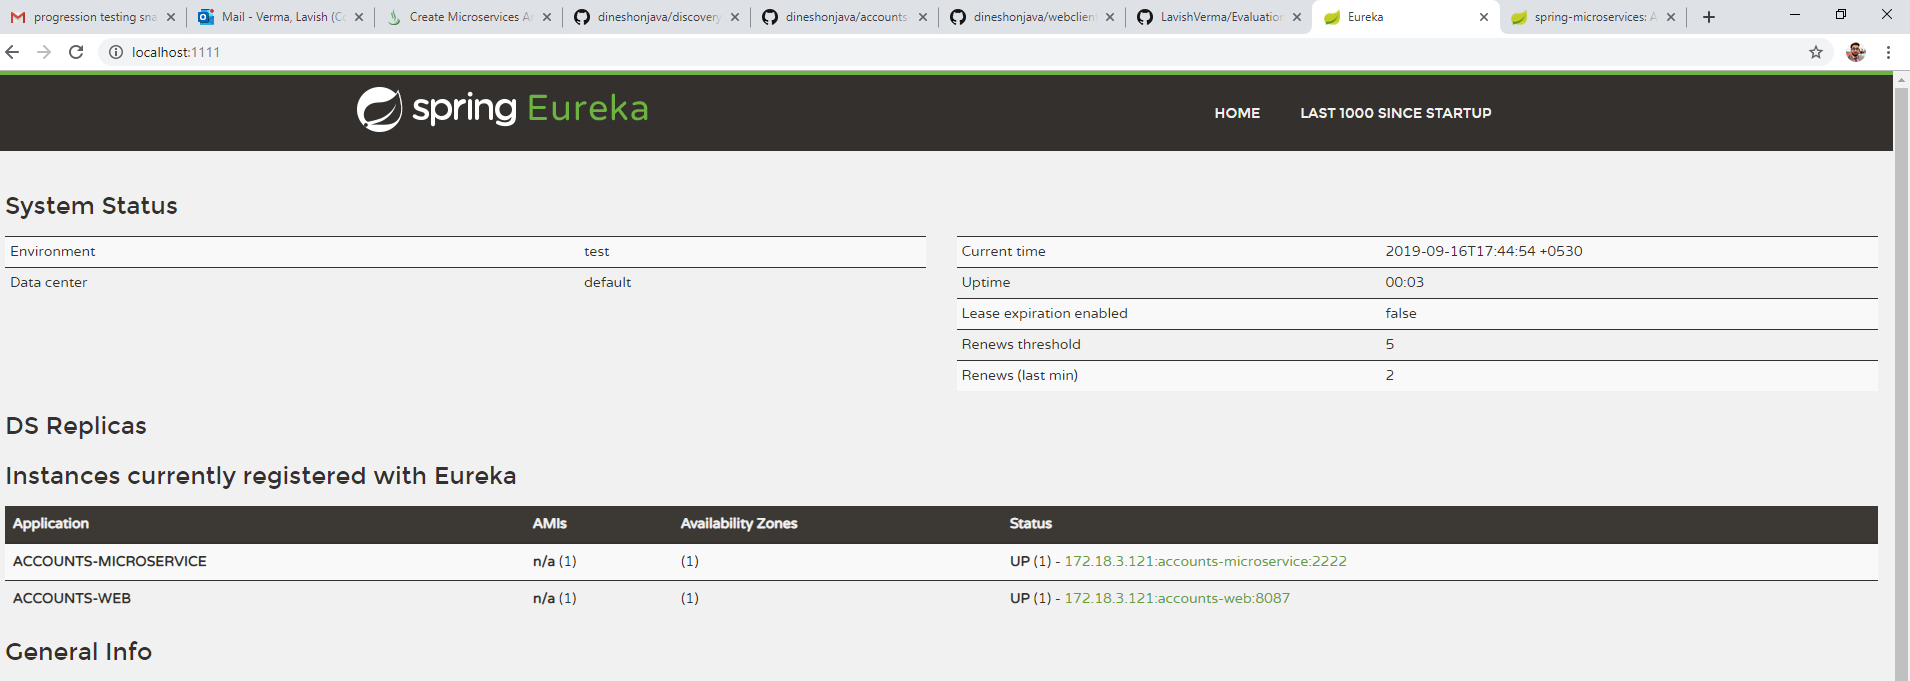 progression testing sna
Mail - Verma, Lavish (Co
Create Microservices Ar
dineshonjava/discovery
dineshonjava/accounts
dineshonjava/webclient
LavishVerma/Evaluation
Eureka
spring-microservices: A
localhost:1111
spring Eureka
HOME
LAST 1000 SINCE STARTUP
System Status
Environment test
Data center default
Current time 2019-09-16T17:44:54 +0530
Uptime 00:03
Lease expiration enabled false
Renews threshold 5
Renews (last min) 2
DS Replicas
Instances currently registered with Eureka
Application AMIs Availability Zones Status
ACCOUNTS-MICROSERVICE n/a (1) (1) UP (1) - 172.18.3.121:accounts-microservice:2222
ACCOUNTS-WEB n/a (1) (1) UP (1) - 172.18.3.121:accounts-web:8087
General Info